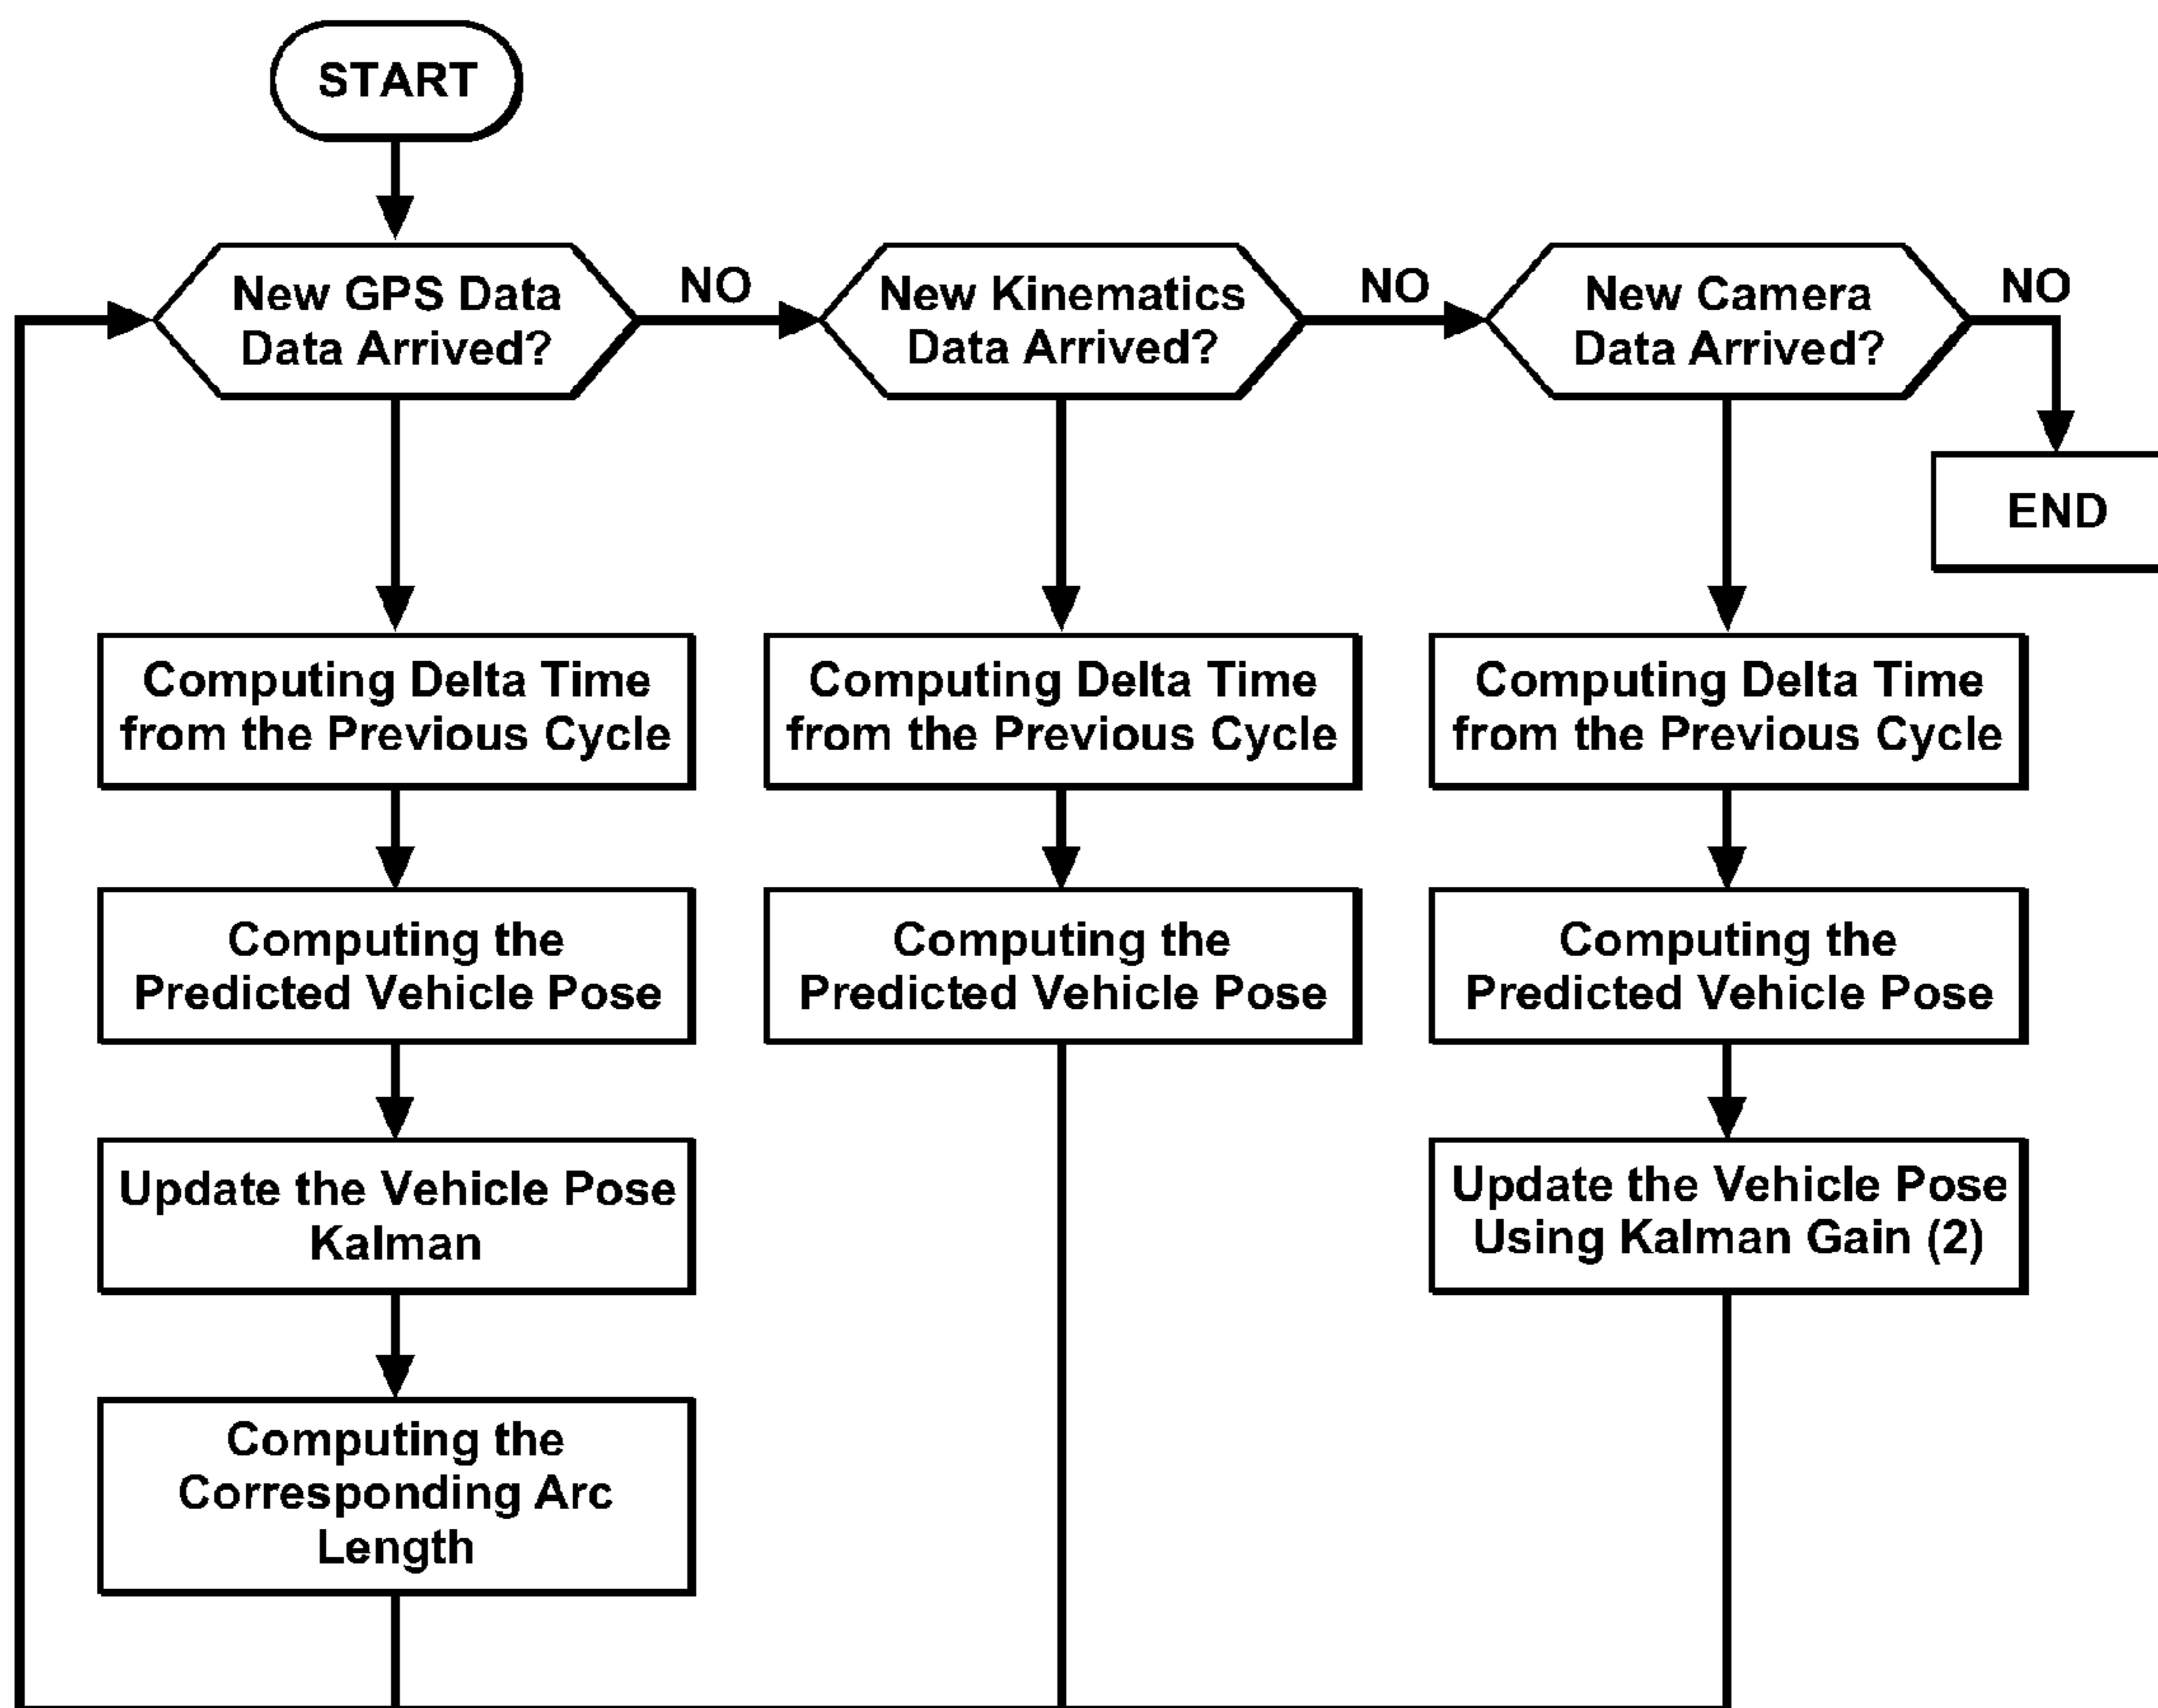 START
New GPS Data
Data Arrived?
NO
New Kinematics
Data Arrived?
NO
New Camera
Data Arrived?
NO
END
Computing Delta Time
from the Previous Cycle
Computing Delta Time
from the Previous Cycle
Computing Delta Time
from the Previous Cycle
Computing the
Predicted Vehicle Pose
Computing the
Predicted Vehicle Pose
Computing the
Predicted Vehicle Pose
Update the Vehicle Pose
Kalman
Update the Vehicle Pose
Using Kalman Gain (2)
Computing the
Corresponding Arc
Length